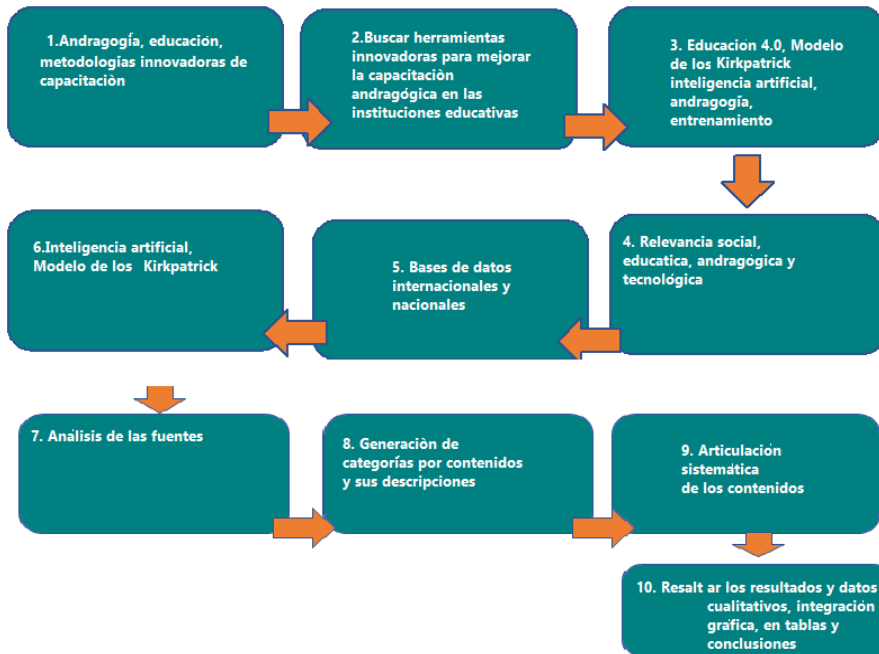 1.Andragogía, educación,
metodologías innovadoras de
capacitaciòn
2.Buscar herramientas
innovadoras para mejorar
la capacitaciòn
andragógica en las
instituciones educativas
3. Educación 4.0, Modelo
de los Kirkpatrick
inteligencia artificial,
andragogía,
entrenamiento
4. Relevancia social,
educatica, andragógica y
tecnológica
5. Bases de datos
internacionales y
nacionales
6.Inteligencia artificial,
Modelo de los Kirkpatrick
7. Análisis de las fuentes
8. Generaciòn de
categorías por contenidos
y sus descripciones
9. Articulación
sistemática
de los contenidos
10. Resalt ar los resultados y datos
cualitativos, integración
gráfica, en tablas y
conclusiones